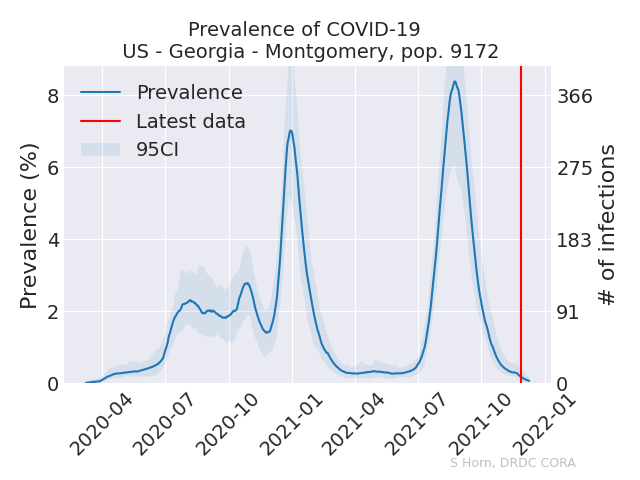 Prevalence of COVID-19
US - Georgia - Montgomery, pop. 9172
Prevalence
Latest data
95CI
Prevalence (%)
8
6
4
2
0
# of infections
366
275
183
91
0
2020-04
2020-07
2020-10
2021-01
2021-04
2021-07
2021-10
2022-01
S Horn, DRDC CORA